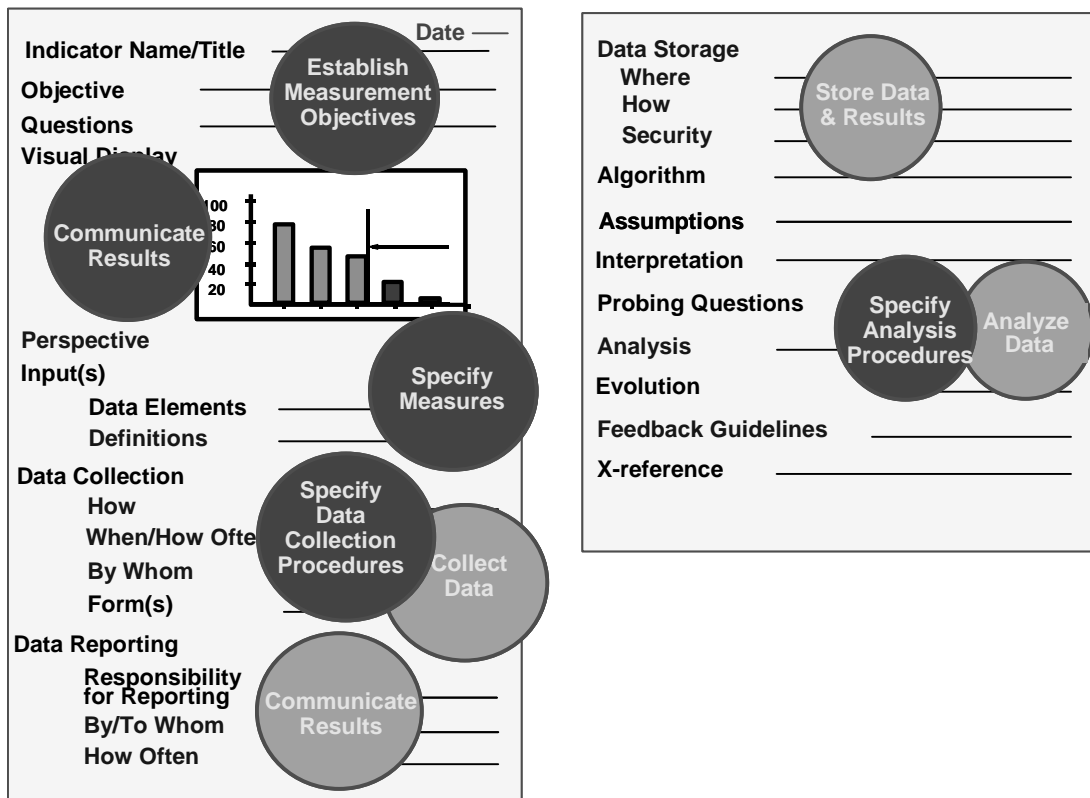 Date
Indicator Name/Title
Establish
Measurement
Objectives
Objective
Questions
Visual Display
100
80
60
40
20
Communicate
Results
Perspective
Input(s)
Data Elements
Definitions
Specify
Measures
Data Collection
How
When/How Ofte
By Whom
Form(s)
Specify
Data
Collection
Procedures
Collect
Data
Data Reporting
Responsibility
for Reporting
By/To Whom
How Often
Communicate
Results
Data Storage
Where
How
Security
Store Data
& Results
Algorithm
Assumptions
Interpretation
Probing Questions
Analysis
Evolution
Specify
Analysis
Procedures
Analyze
Data
Feedback Guidelines
X-reference